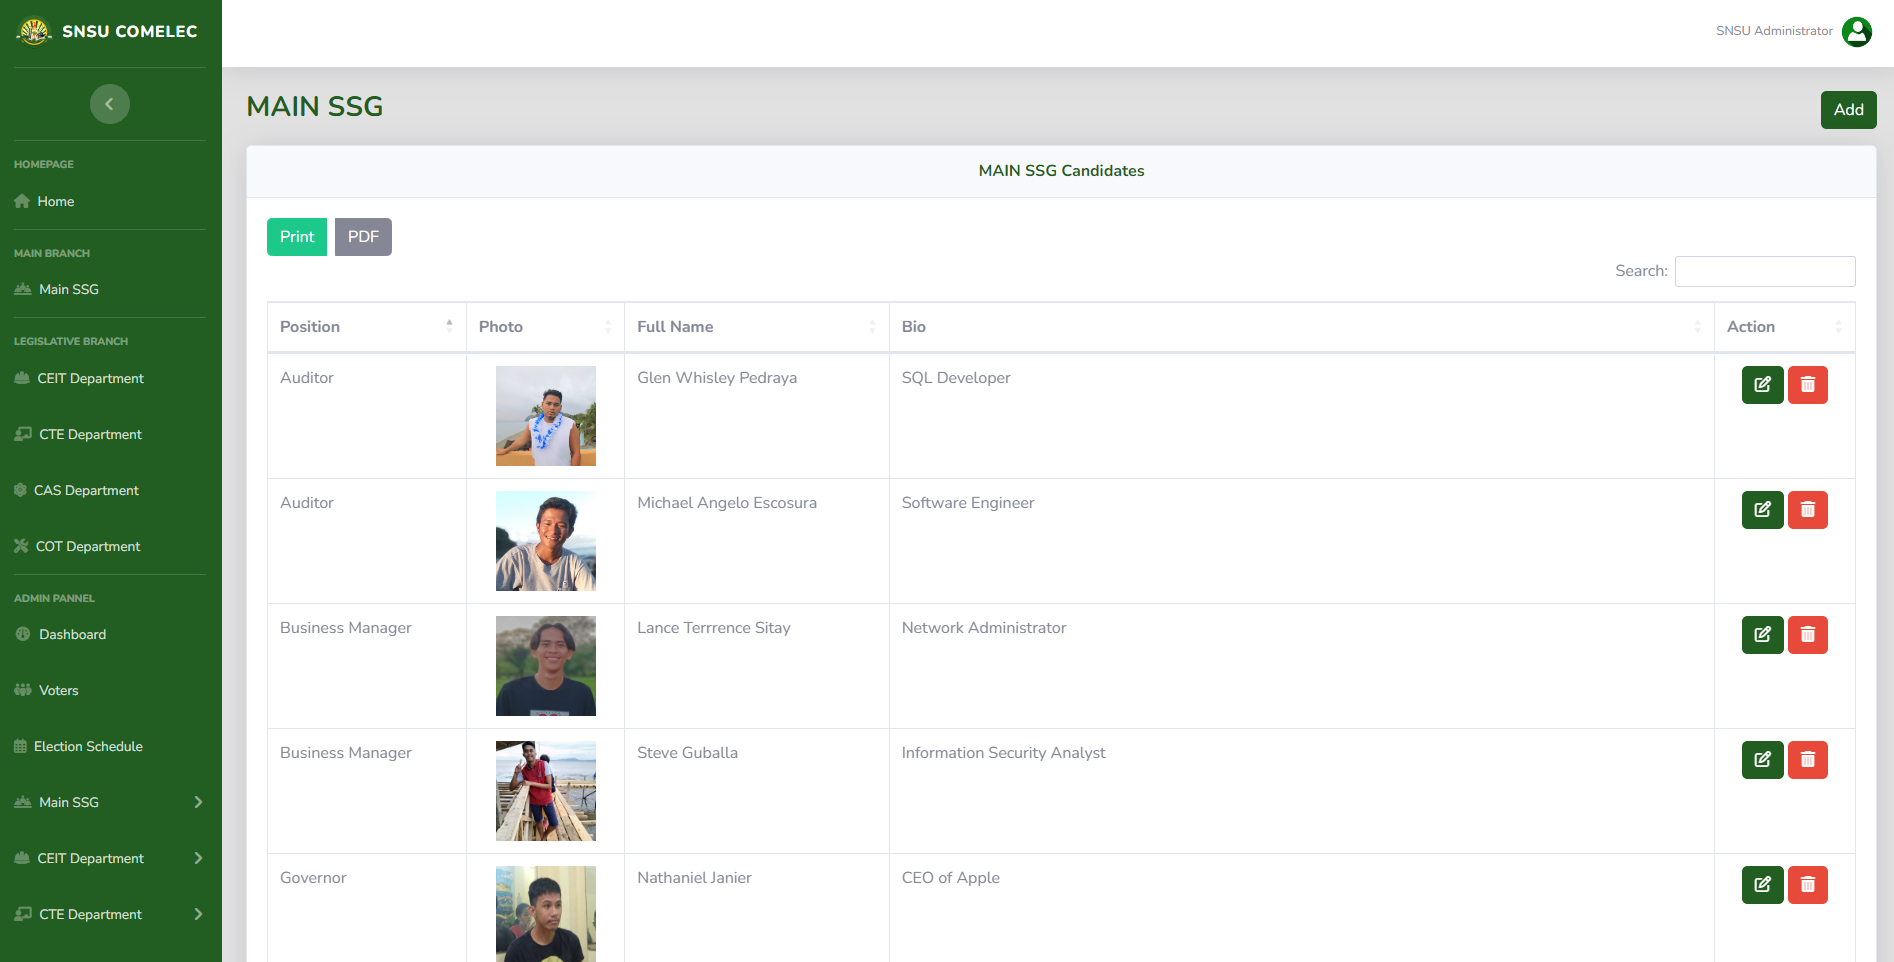 SNSU COMELEC
SNSU Administrator
HOMEPAGE
Home
MAIN BRANCH
Main SSG
LEGISLATIVE BRANCH
CEIT Department
CTE Department
CAS Department
COT Department
ADMIN PANNEL
Dashboard
Voters
Election Schedule
Main SSG
CEIT Department
CTE Department
MAIN SSG
Add
MAIN SSG Candidates
Print PDF
Search:
Position Photo Full Name Bio Action
Auditor Glen Whisley Pedraya SQL Developer
Auditor Michael Angelo Escosura Software Engineer
Business Manager Lance Terrrence Sitay Network Administrator
Business Manager Steve Guballa Information Security Analyst
Governor Nathaniel Janier CEO of Apple